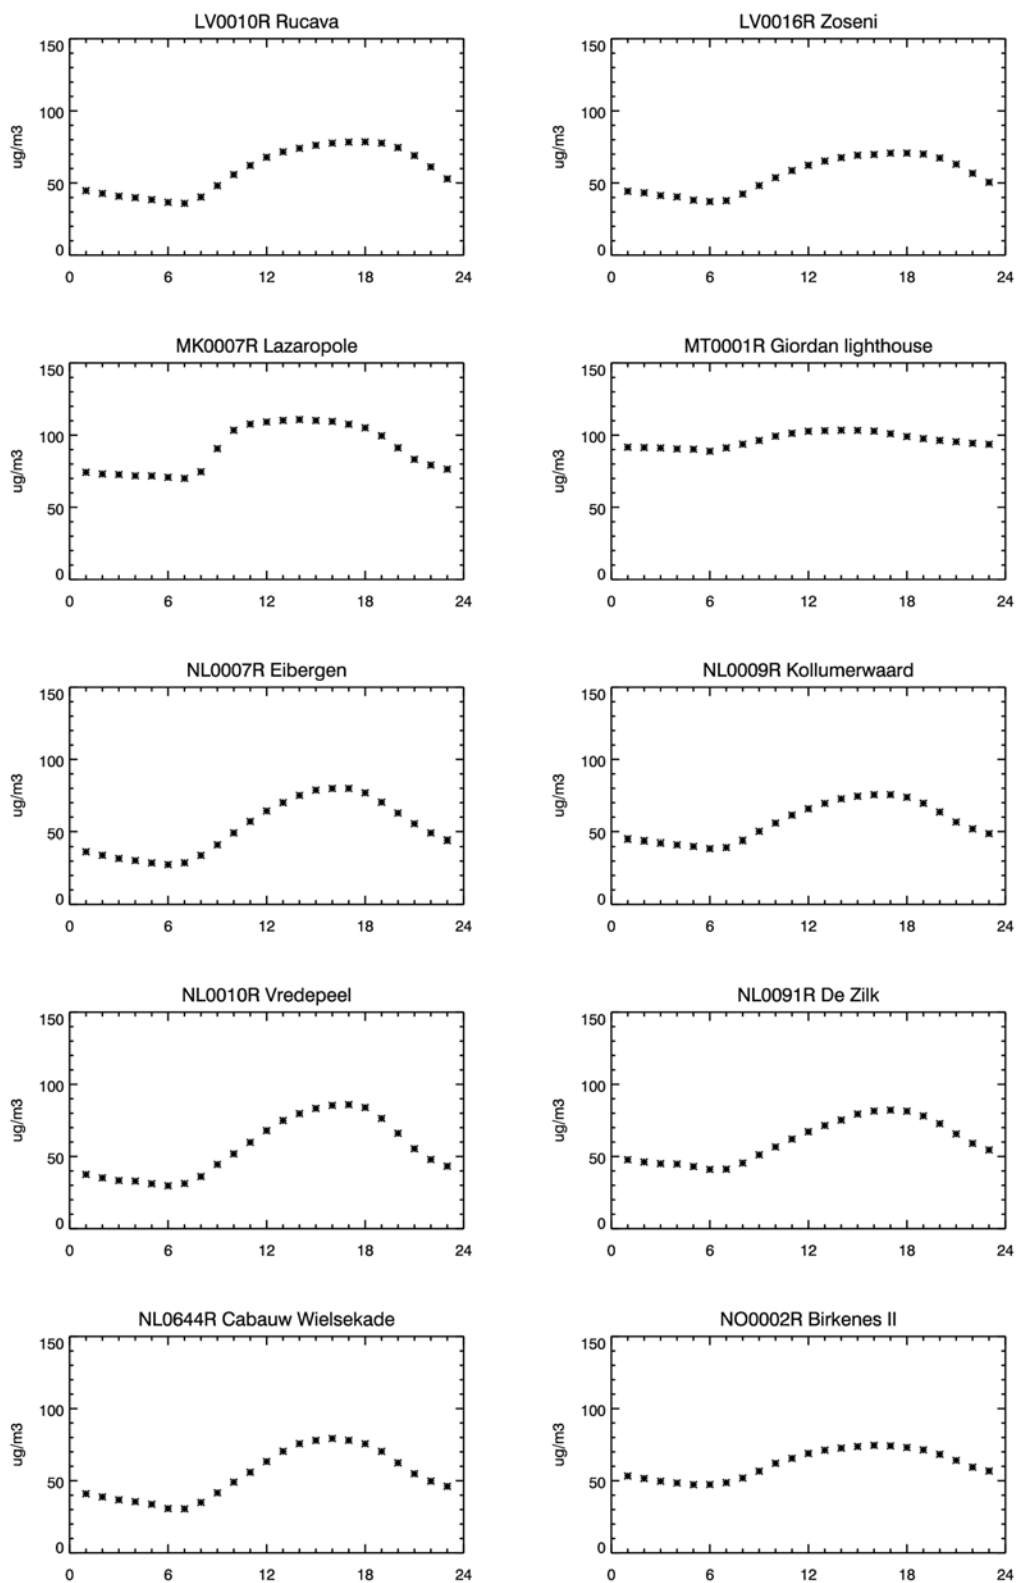 LV0010R Rucava
150
100
50
0
ug/m3
0 6 12 18 24
LV0016R Zoseni
150
100
50
0
ug/m3
0 6 12 18 24
MK0007R Lazaropole
150
100
50
0
ug/m3
0 6 12 18 24
MT0001R Giordan lighthouse
150
100
50
0
ug/m3
0 6 12 18 24
NL0007R Eibergen
150
100
50
0
ug/m3
0 6 12 18 24
NL0009R Kollumerwaard
150
100
50
0
ug/m3
0 6 12 18 24
NL0010R Vredepeel
150
100
50
0
ug/m3
0 6 12 18 24
NL0091R De Zilk
150
100
50
0
ug/m3
0 6 12 18 24
NL0644R Cabauw Wielsekade
150
100
50
0
ug/m3
0 6 12 18 24
NO0002R Birkenes II
150
100
50
0
ug/m3
0 6 12 18 24